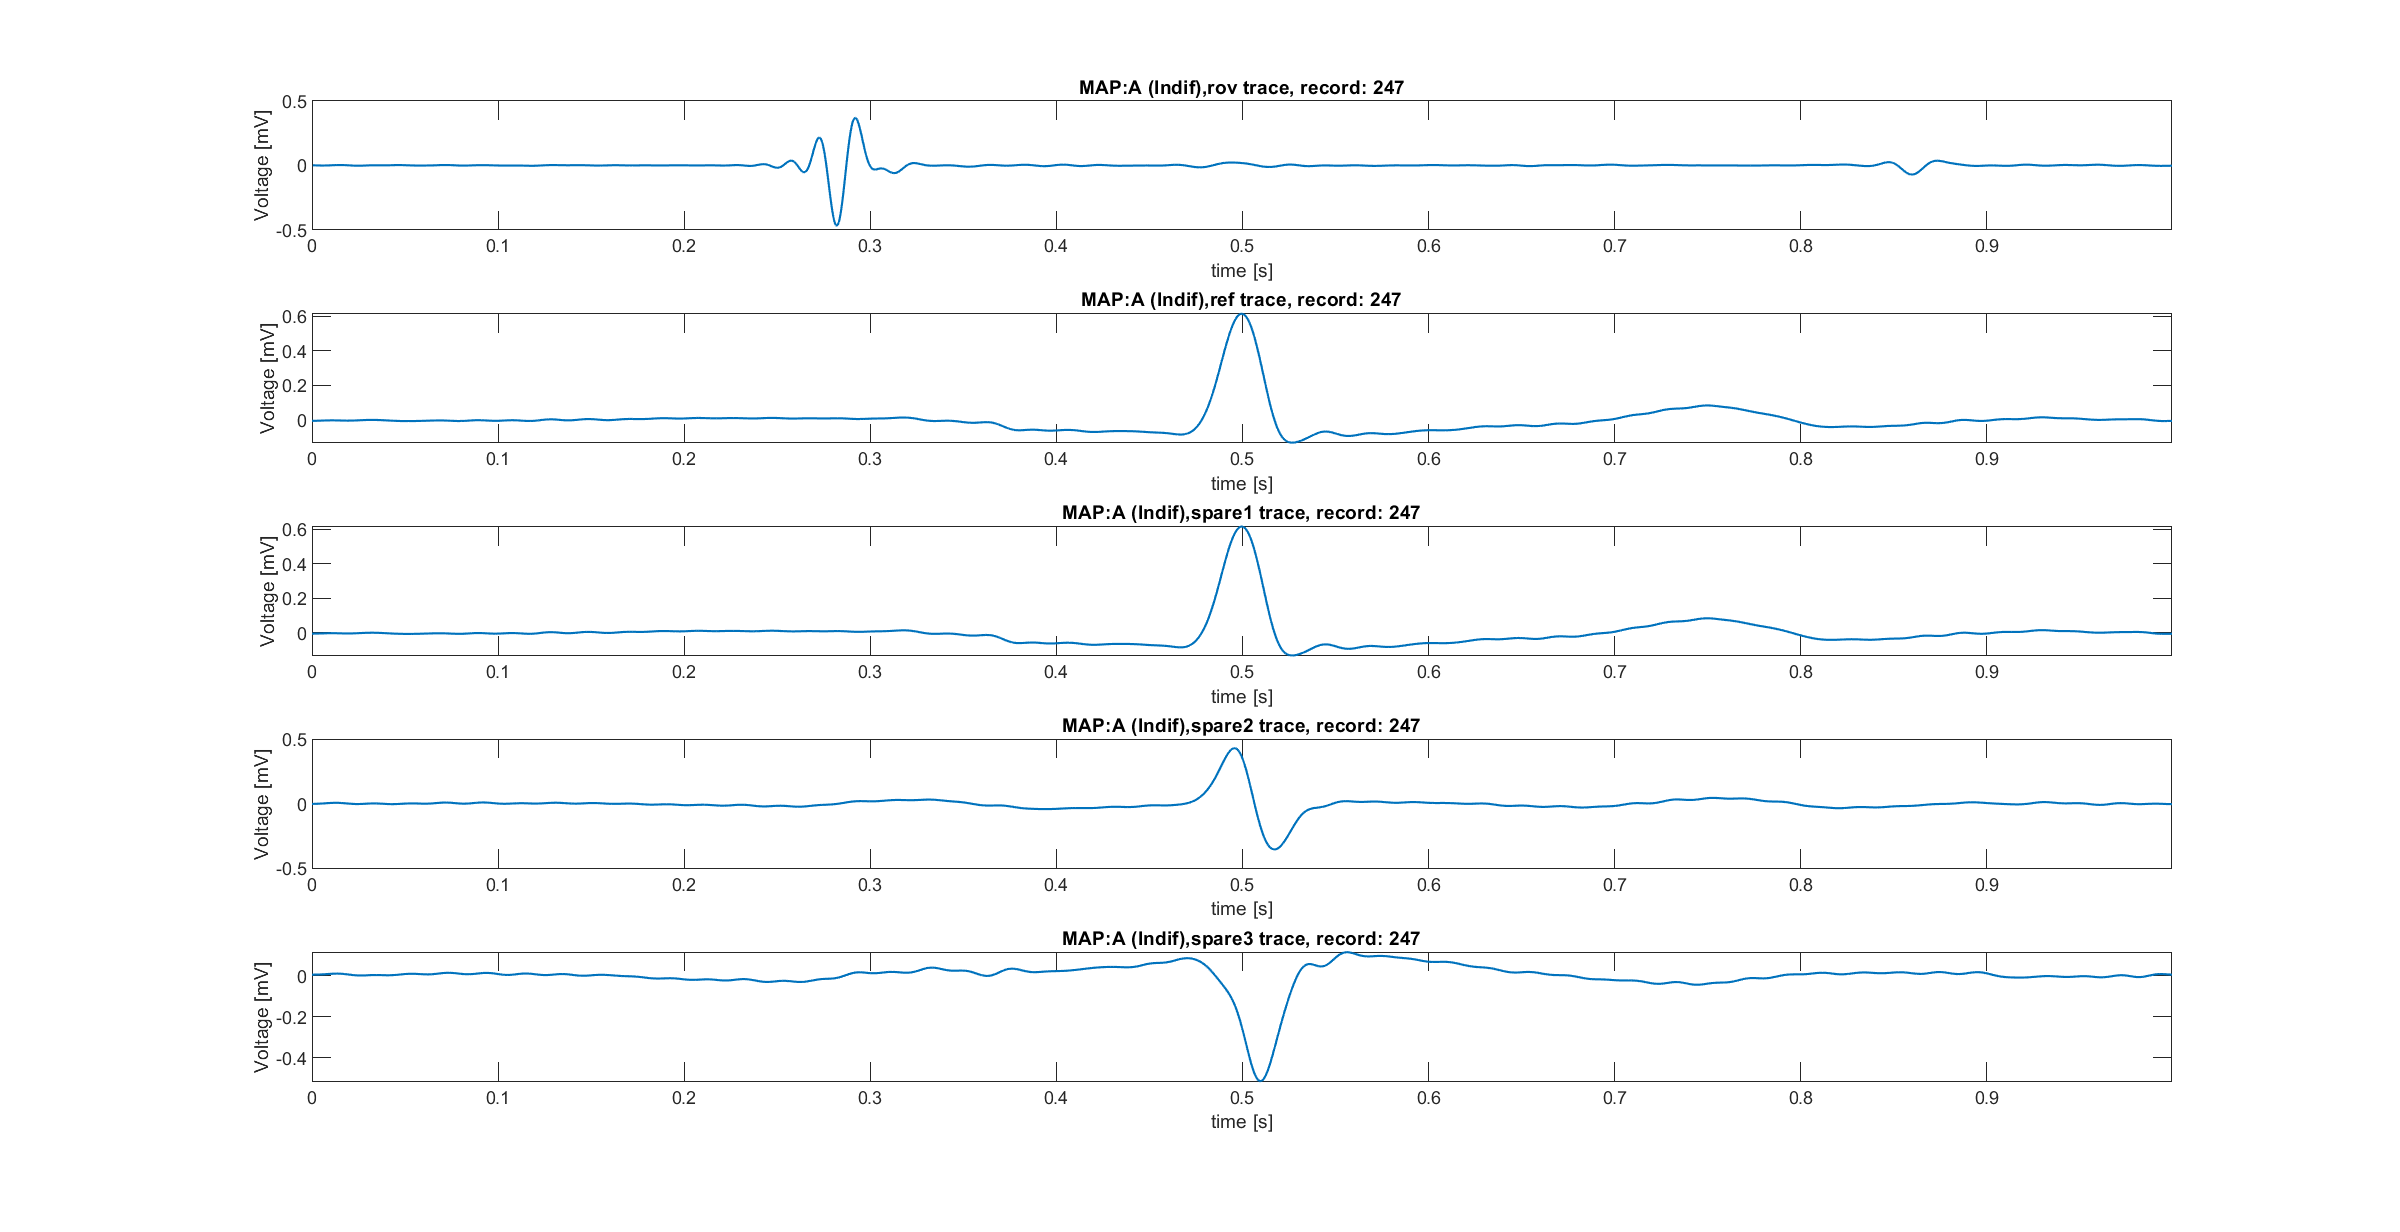 MAP:A (Indif),rov trace, record: 247
Voltage [mV]
0.5
0
-0.5
0 0.1 0.2 0.3 0.4 0.5 0.6 0.7 0.8 0.9
time [s]
MAP:A (Indif),ref trace, record: 247
Voltage [mV]
0.6
0.4
0.2
0
0 0.1 0.2 0.3 0.4 0.5 0.6 0.7 0.8 0.9
time [s]
MAP:A (Indif),spare1 trace, record: 247
Voltage [mV]
0.6
0.4
0.2
0
0 0.1 0.2 0.3 0.4 0.5 0.6 0.7 0.8 0.9
time [s]
MAP:A (Indif),spare2 trace, record: 247
Voltage [mV]
0.5
0
-0.5
0 0.1 0.2 0.3 0.4 0.5 0.6 0.7 0.8 0.9
time [s]
MAP:A (Indif),spare3 trace, record: 247
Voltage [mV]
0
-0.2
-0.4
0 0.1 0.2 0.3 0.4 0.5 0.6 0.7 0.8 0.9
time [s]